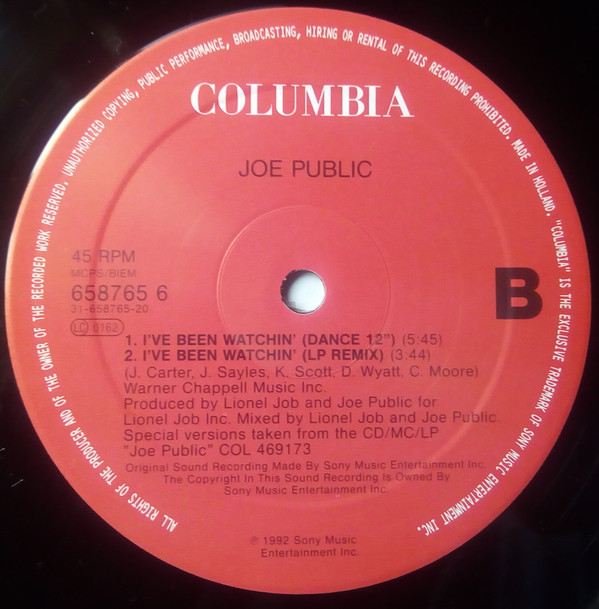 ALL RIGHTS OF THE PRODUCER AND OF THE OWNER OF THE RECORDED WORK RESERVED. UNAUTHORIZED COPYING, PUBLIC PERFORMANCE, BROADCASTING, HIRING OR RENTAL OF THIS RECORDING PROHIBITED. MADE IN HOLLAND. "COLUMBIA" IS THE EXCLUSIVE TRADEMARK OF SONY MUSIC ENTERTAINMENT INC.
COLUMBIA
JOE PUBLIC
45 RPM
MCPS/BIEM
658765 6
31-658765-20
LC 0162
B
1. I'VE BEEN WATCHIN' (DANCE 12") (5:45)
2. I'VE BEEN WATCHIN' (LP REMIX) (3:44)
(J. Carter, J. Sayles, K. Scott, D. Wyatt, C. Moore)
Warner Chappell Music Inc.
Produced by Lionel Job and Joe Public for
Lionel Job Inc. Mixed by Lionel Job and Joe Public.
Special versions taken from the CD/MC/LP
"Joe Public" COL 469173
Original Sound Recording Made By Sony Music Entertainment Inc.
The Copyright In This Sound Recording Is Owned By
Sony Music Entertainment Inc.
℗ 1992 Sony Music
Entertainment Inc.